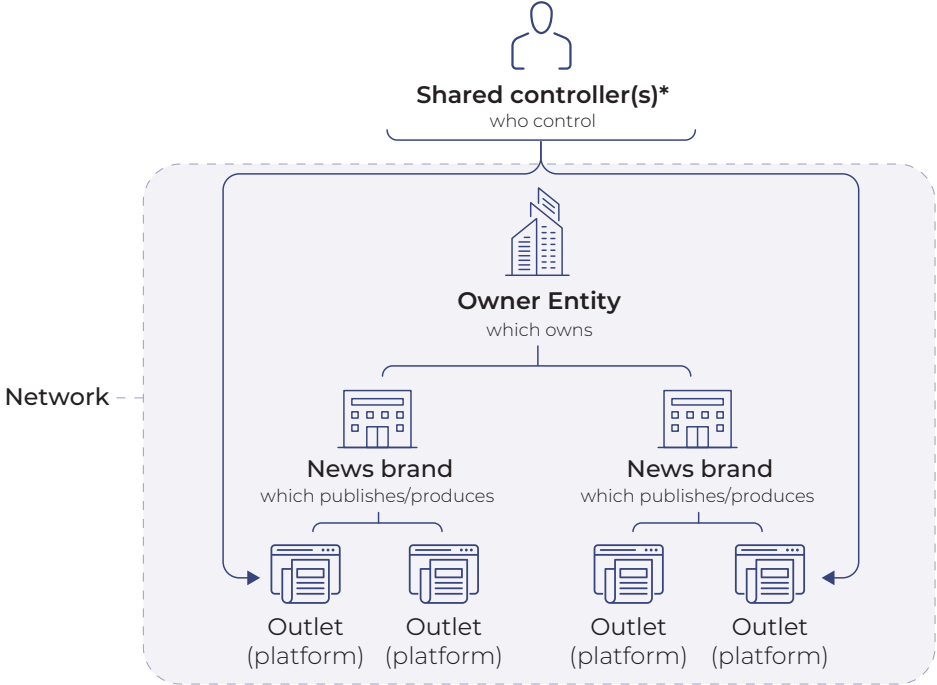 Shared controller(s)*
who control
Owner Entity
which owns
Network
News brand
which publishes/produces
News brand
which publishes/produces
Outlet
(platform)
Outlet
(platform)
Outlet
(platform)
Outlet
(platform)